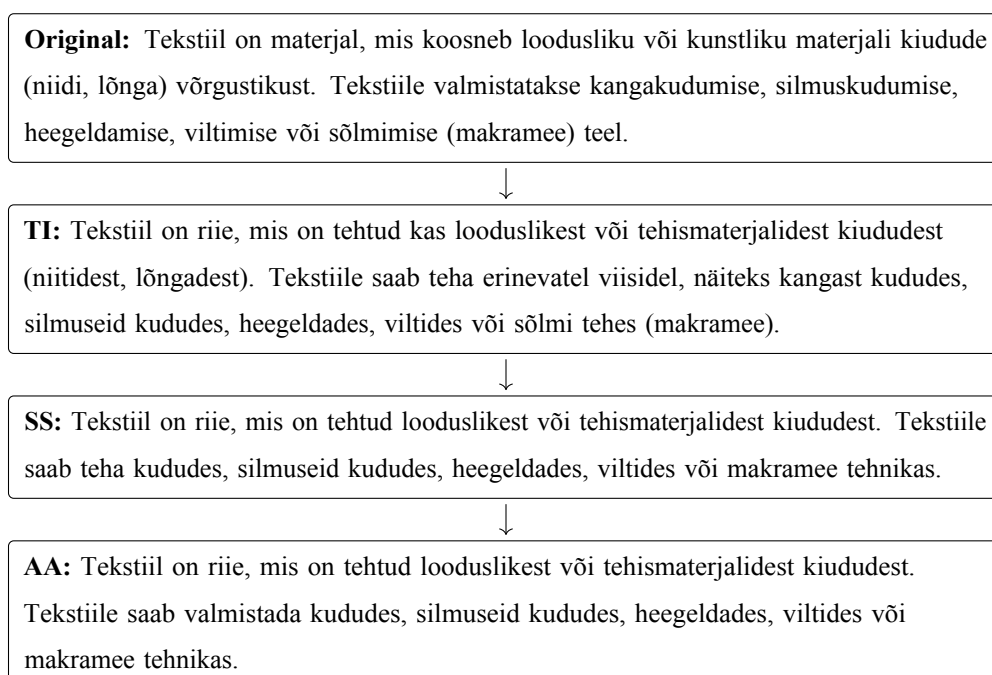 Original: Tekstiil on materjal, mis koosneb loodusliku või kunstliku materjali kiudude
(niidi, lõnga) võrgustikust. Tekstiile valmistatakse kangakudumise, silmuskudumise,
heegeldamise, viltimise või sõlmimise (makramee) teel.
TI: Tekstiil on riie, mis on tehtud kas looduslikest või tehismaterjalidest kiududest
(niitidest, lõngadest). Tekstiile saab teha erinevatel viisidel, näiteks kangast kududes,
silmuseid kududes, heegeldades, viltides või sõlmi tehes (makramee).
SS: Tekstiil on riie, mis on tehtud looduslikest või tehismaterjalidest kiududest. Tekstiile
saab teha kududes, silmuseid kududes, heegeldades, viltides või makramee tehnikas.
AA: Tekstiil on riie, mis on tehtud looduslikest või tehismaterjalidest kiududest.
Tekstiile saab valmistada kududes, silmuseid kududes, heegeldades, viltides või
makramee tehnikas.